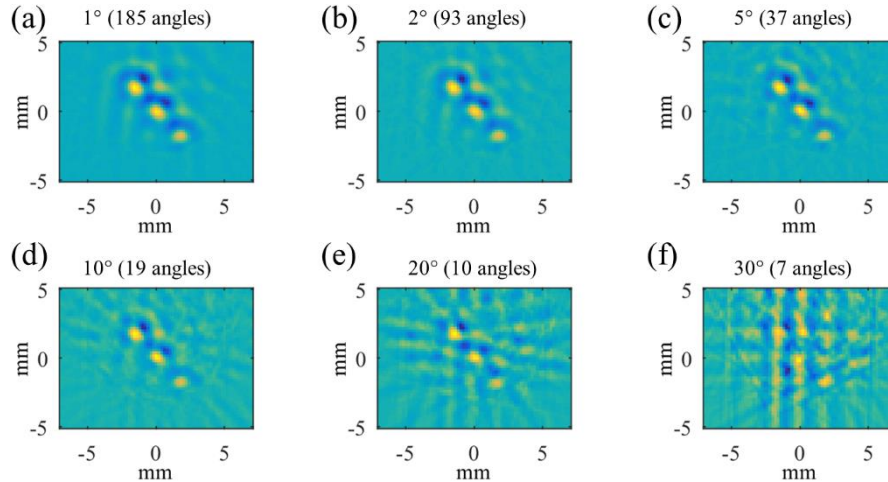 (a) 1° (185 angles)
(b) 2° (93 angles)
(c) 5° (37 angles)
5 5 5
mm 0 mm 0 mm 0
-5 -5 -5
-5 0 5 -5 0 5 -5 0 5
mm mm mm
(d) 10° (19 angles)
(e) 20° (10 angles)
(f) 30° (7 angles)
5 5 5
mm 0 mm 0 mm 0
-5 -5 -5
-5 0 5 -5 0 5 -5 0 5
mm mm mm